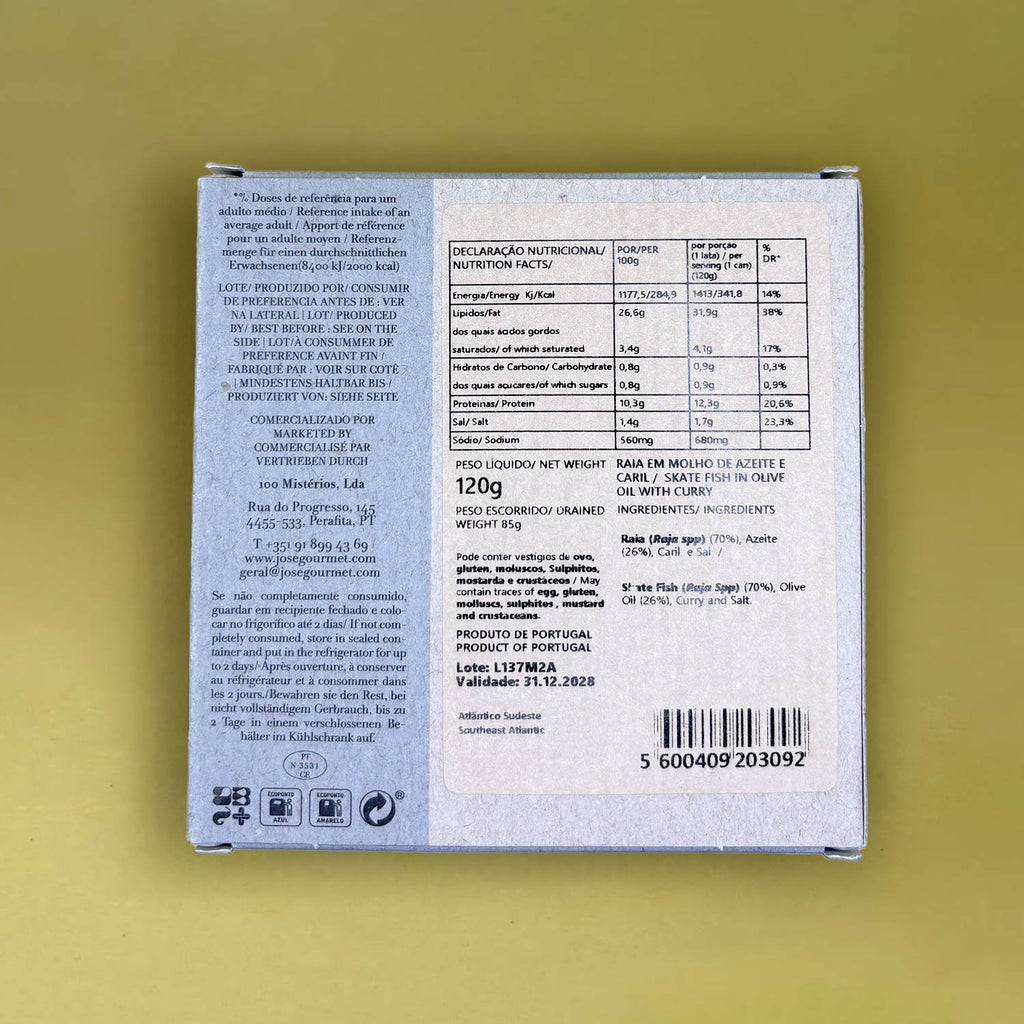 *% Doses de referência para um
adulto médio / Reference intake of an
average adult / Apport de référence
pour un adulte moyen / Referenz-
menge für einen durchschnittlichen
Erwachsenen(8400 kJ/2000 kcal)
LOTE/ PRODUZIDO POR/ CONSUMIR
DE PREFERENCIA ANTES DE : VER
NA LATERAL | LOT/ PRODUCED
BY/ BEST BEFORE : SEE ON THE
SIDE | LOT/À CONSUMMER DE
PREFERENCE AVAINT FIN /
FABRIQUÉ PAR : VOIR SUR COTÊ
| MINDESTENS HALTBAR BIS /
PRODUZIERT VON: SIEHE SEITE
COMERCIALIZADO POR
MARKETED BY
COMMERCIALISÉ PAR
VERTRIEBEN DURCH
100 Mistérios, Lda
Rua do Progresso, 145
4455-533, Perafita, PT
T +351 91 899 43 69
www.josegourmet.com
geral@josegourmet.com
Se não completamente consumido,
guardar em recipiente fechado e colo-
car no frigorífico até 2 dias/ If not com-
pletely consumed, store in sealed con-
tainer and put in the refrigerator for up
to 2 days/ Après ouverture, à conserver
au réfrigérateur et à consommer dans
les 2 jours./Bewahren sie den Rest, bei
nicht vollständigem Gerbrauch, bis zu
2 Tage in einem verschlossenen Be-
hälter im Kühlschrank auf.
PT
N 3531
CE
ECOPONTO
AZUL
ECOPONTO
AMARELO
®
DECLARAÇÃO NUTRICIONAL/ NUTRITION FACTS/ POR/PER 100g por porção (1 lata) / per serving (1 can) (120g) % DR*
Energia/Energy Kj/Kcal 1177,5/284,9 1413/341,8 14%
Lípidos/Fat 26,6g 31,9g 38%
dos quais ácidos gordos
saturados/ of which saturated 3,4g 4,1g 17%
Hidratos de Carbono/ Carbohydrate 0,8g 0,9g 0,3%
dos quais açucares/of which sugars 0,8g 0,9g 0,9%
Proteinas/ Protein 10,3g 12,3g 20,6%
Sal/ Salt 1,4g 1,7g 23,3%
Sódio/ Sodium 560mg 680mg
PESO LÍQUIDO/ NET WEIGHT
120g
PESO ESCORRIDO/ DRAINED
WEIGHT 85g
Pode conter vestígios de ovo,
gluten, moluscos, Sulphitos,
mostarda e crustáceos / May
contain traces of egg, gluten,
molluscs, sulphites , mustard
and crustaceans.
PRODUTO DE PORTUGAL
PRODUCT OF PORTUGAL
Lote: L137M2A
Validade: 31.12.2028
Atlântico Sudeste
Southeast Atlantic
RAIA EM MOLHO DE AZEITE E
CARIL / SKATE FISH IN OLIVE
OIL WITH CURRY
INGREDIENTES/ INGREDIENTS
Raia (Raja spp) (70%), Azeite
(26%), Caril e Sal /
Skate Fish (Raja Spp) (70%), Olive
Oil (26%), Curry and Salt.
5 600409 203092